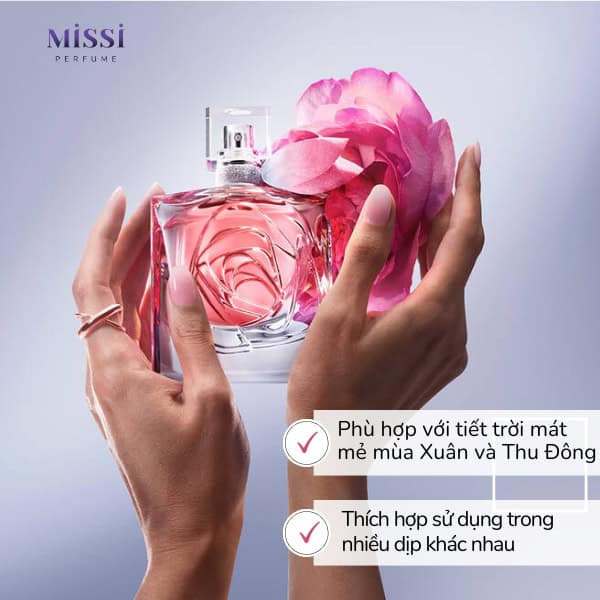 MiSSi
PERFUME
Phù hợp với tiết trời mát
mẻ mùa Xuân và Thu Đông
Thích hợp sử dụng trong
nhiều dịp khác nhau